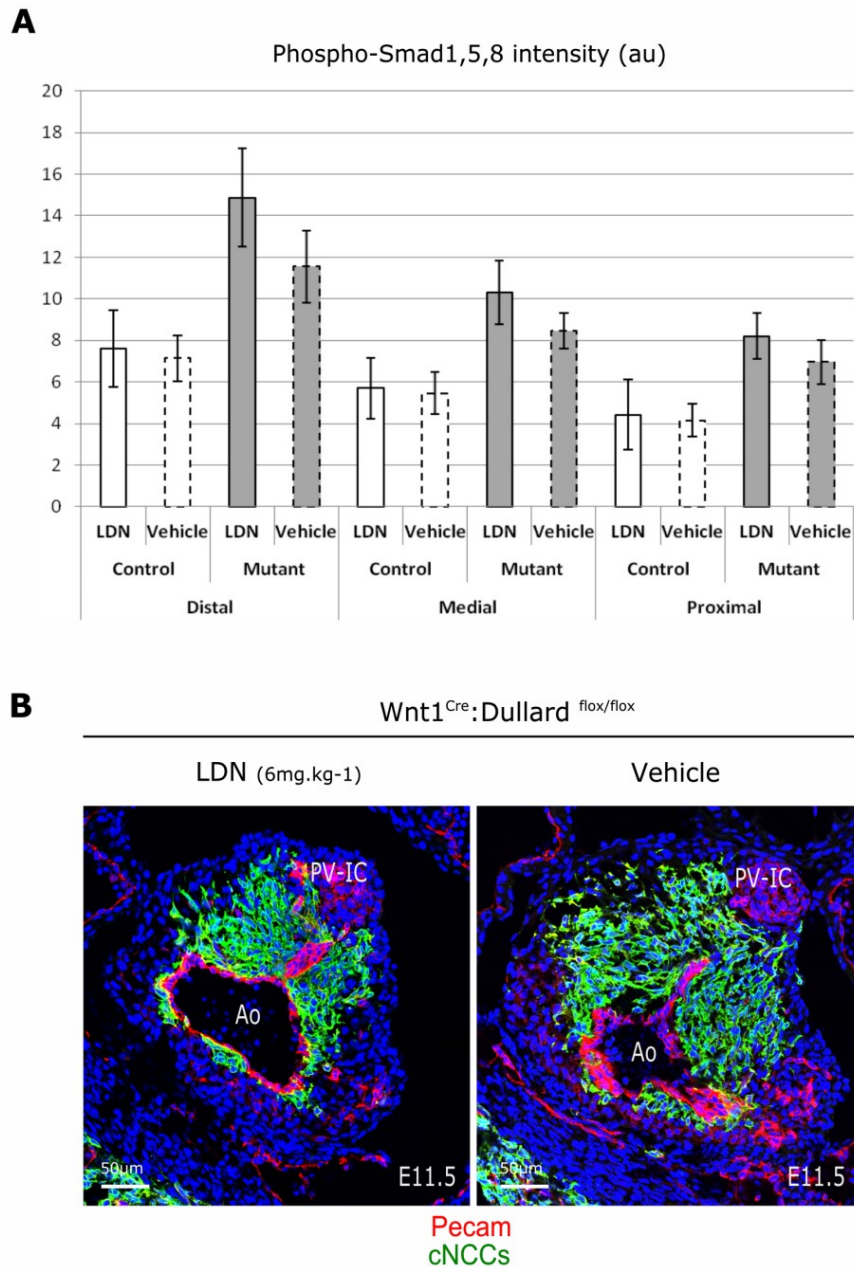 A
Phospho-Smad1,5,8 intensity (au)
20
18
16
14
12
10
8
6
4
2
0
LDN Vehicle LDN Vehicle LDN Vehicle LDN Vehicle LDN Vehicle LDN Vehicle
Control Mutant Control Mutant Control Mutant
Distal Medial Proximal
B
Wnt1Cre:Dullard flox/flox
LDN (6mg.kg-1) Vehicle
PV-IC PV-IC
Ao Ao
50µm E11.5 50µm E11.5
Pecam
cNCCs